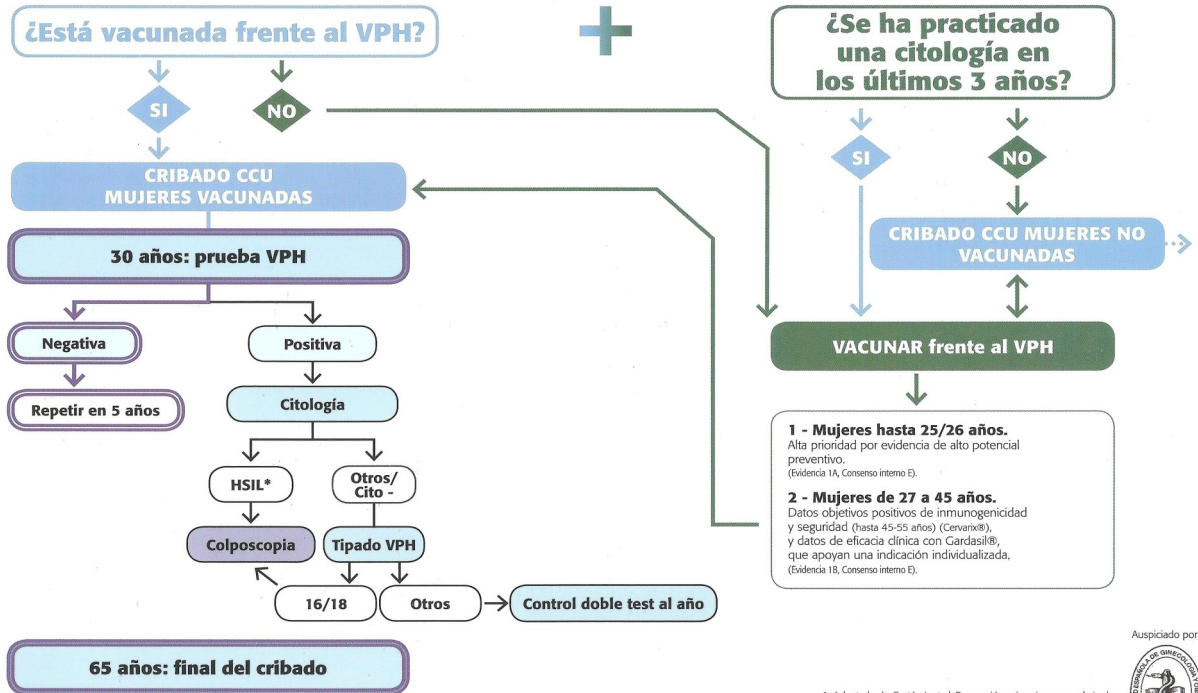 ¿Está vacunada frente al VPH?
SI
NO
CRIBADO CCU
MUJERES VACUNADAS
30 años: prueba VPH
Negativa
Positiva
Repetir en 5 años
Citología
HSIL*
Otros/
Cito -
Colposcopia
Tipado VPH
16/18
Otros
Control doble test al año
65 años: final del cribado
¿Se ha practicado
una citología en
los últimos 3 años?
SI
NO
CRIBADO CCU MUJERES NO
VACUNADAS
VACUNAR frente al VPH
1 - Mujeres hasta 25/26 años.
Alta prioridad por evidencia de alto potencial
preventivo.
(Evidencia 1A, Consenso interno E).
2 - Mujeres de 27 a 45 años.
Datos objetivos positivos de inmunogenicidad
y seguridad (hasta 45-55 años) (Cervarix®),
y datos de eficacia clínica con Gardasil®,
que apoyan una indicación individualizada,
(Evidencia 1B, Consenso interno E).
Auspiciado por